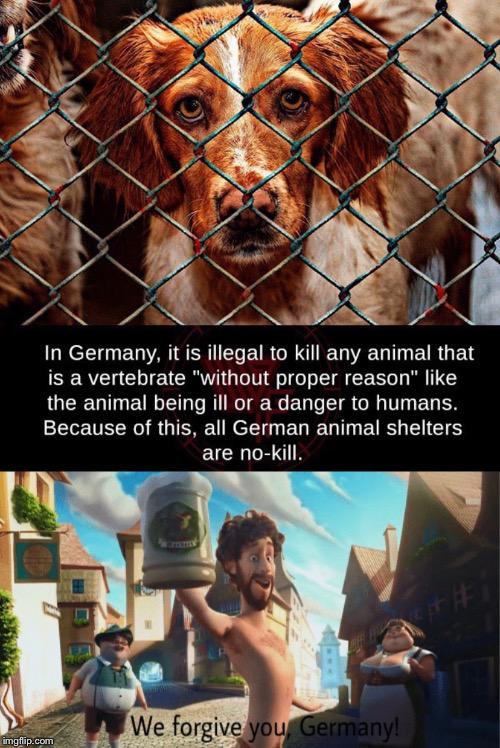 In Germany, it is illegal to kill any animal that
is a vertebrate "without proper reason" like
the animal being ill or a danger to humans.
Because of this, all German animal shelters
are no-kill.
We forgive you, Germany!
imgflip.com